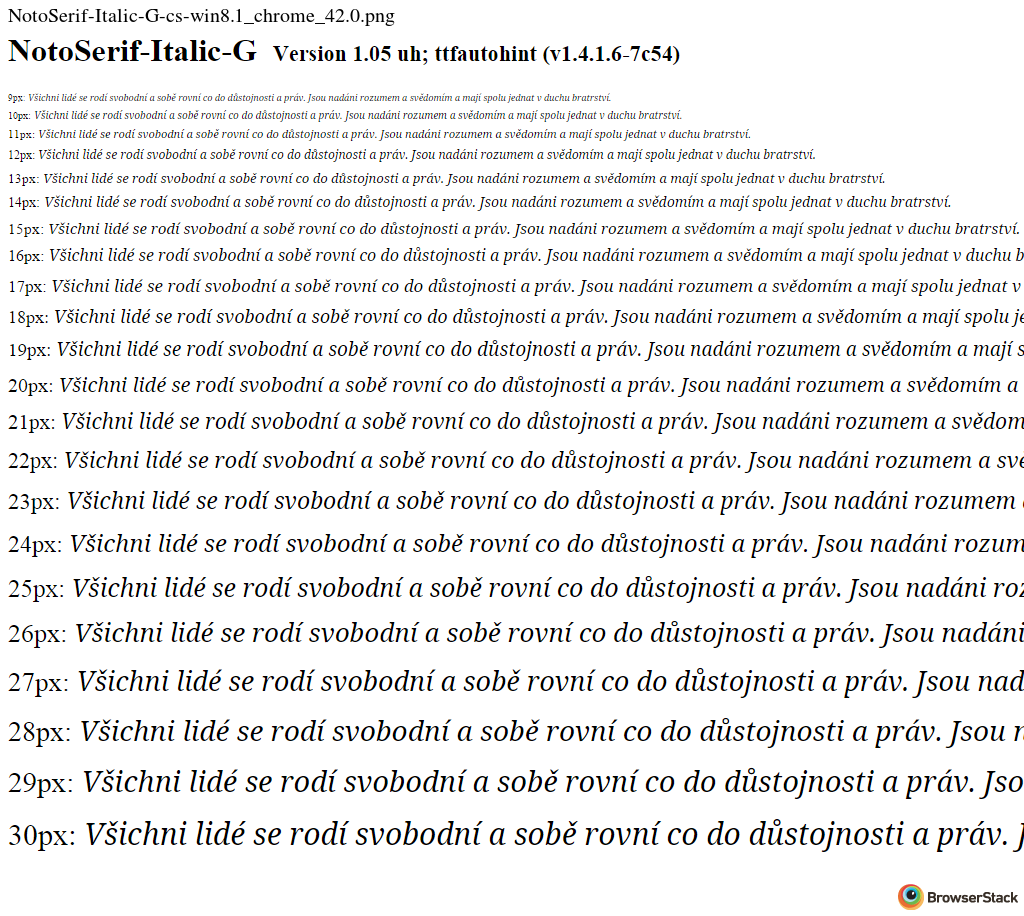 NotoSerif-Italic-G-cs-win8.1_chrome_42.0.png
NotoSerif-Italic-G Version 1.05 uh; ttfautohint (v1.4.1.6-7c54)
9px: Všichni lidé se rodí svobodní a sobě rovní co do důstojnosti a práv. Jsou nadáni rozumem a svědomím a mají spolu jednat v duchu bratrství.
10px: Všichni lidé se rodí svobodní a sobě rovní co do důstojnosti a práv. Jsou nadáni rozumem a svědomím a mají spolu jednat v duchu bratrství.
11px: Všichni lidé se rodí svobodní a sobě rovní co do důstojnosti a práv. Jsou nadáni rozumem a svědomím a mají spolu jednat v duchu bratrství.
12px: Všichni lidé se rodí svobodní a sobě rovní co do důstojnosti a práv. Jsou nadáni rozumem a svědomím a mají spolu jednat v duchu bratrství.
13px: Všichni lidé se rodí svobodní a sobě rovní co do důstojnosti a práv. Jsou nadáni rozumem a svědomím a mají spolu jednat v duchu bratrství.
14px: Všichni lidé se rodí svobodní a sobě rovní co do důstojnosti a práv. Jsou nadáni rozumem a svědomím a mají spolu jednat v duchu bratrství.
15px: Všichni lidé se rodí svobodní a sobě rovní co do důstojnosti a práv. Jsou nadáni rozumem a svědomím a mají spolu jednat v duchu bratrství.
16px: Všichni lidé se rodí svobodní a sobě rovní co do důstojnosti a práv. Jsou nadáni rozumem a svědomím a mají spolu jednat v duchu b
17px: Všichni lidé se rodí svobodní a sobě rovní co do důstojnosti a práv. Jsou nadáni rozumem a svědomím a mají spolu jednat v
18px: Všichni lidé se rodí svobodní a sobě rovní co do důstojnosti a práv. Jsou nadáni rozumem a svědomím a mají spolu je
19px: Všichni lidé se rodí svobodní a sobě rovní co do důstojnosti a práv. Jsou nadáni rozumem a svědomím a mají s
20px: Všichni lidé se rodí svobodní a sobě rovní co do důstojnosti a práv. Jsou nadáni rozumem a svědomím a
21px: Všichni lidé se rodí svobodní a sobě rovní co do důstojnosti a práv. Jsou nadáni rozumem a svědom
22px: Všichni lidé se rodí svobodní a sobě rovní co do důstojnosti a práv. Jsou nadáni rozumem a svě
23px: Všichni lidé se rodí svobodní a sobě rovní co do důstojnosti a práv. Jsou nadáni rozumem
24px: Všichni lidé se rodí svobodní a sobě rovní co do důstojnosti a práv. Jsou nadáni rozum
25px: Všichni lidé se rodí svobodní a sobě rovní co do důstojnosti a práv. Jsou nadáni roz
26px: Všichni lidé se rodí svobodní a sobě rovní co do důstojnosti a práv. Jsou nadáni
27px: Všichni lidé se rodí svobodní a sobě rovní co do důstojnosti a práv. Jsou nad
28px: Všichni lidé se rodí svobodní a sobě rovní co do důstojnosti a práv. Jsou n
29px: Všichni lidé se rodí svobodní a sobě rovní co do důstojnosti a práv. Jso
30px: Všichni lidé se rodí svobodní a sobě rovní co do důstojnosti a práv. J
BrowserStack